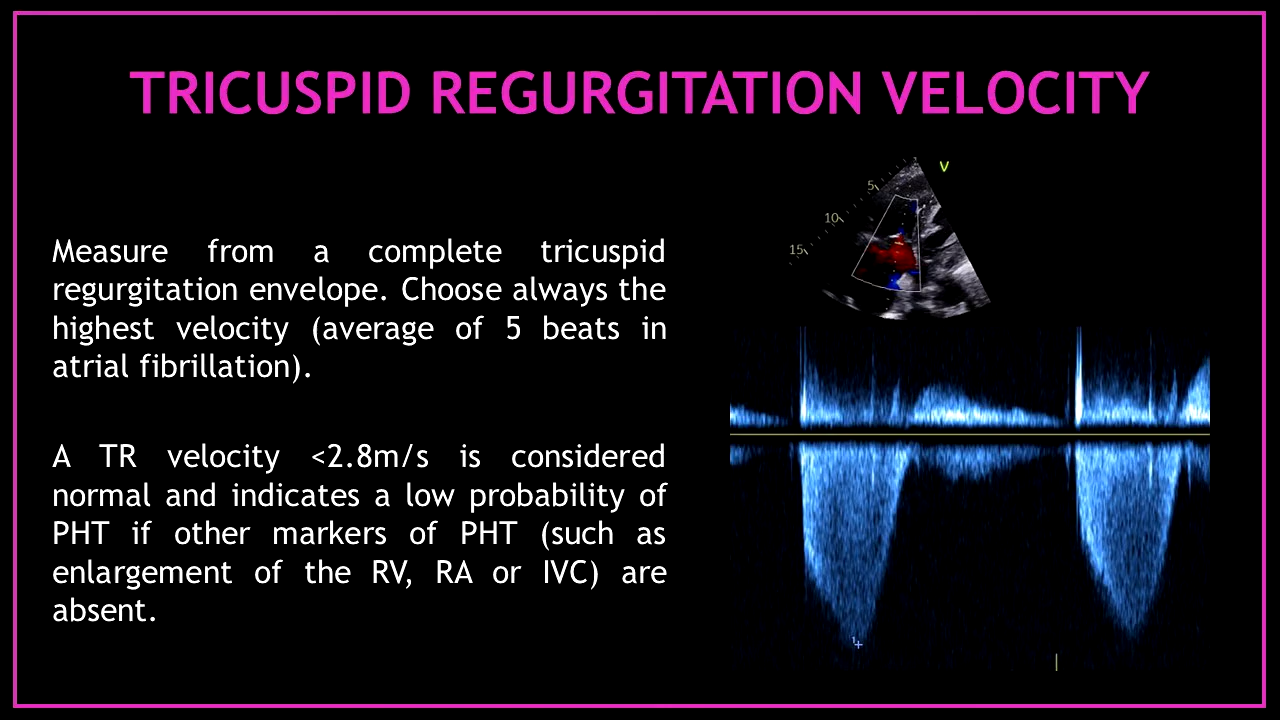 TRICUSPID REGURGITATION VELOCITY
V
5
10
15
Measure from a complete tricuspid
regurgitation envelope. Choose always the
highest velocity (average of 5 beats in
atrial fibrillation).
A TR velocity <2.8m/s is considered
normal and indicates a low probability of
PHT if other markers of PHT (such as
enlargement of the RV, RA or IVC) are
absent.
1